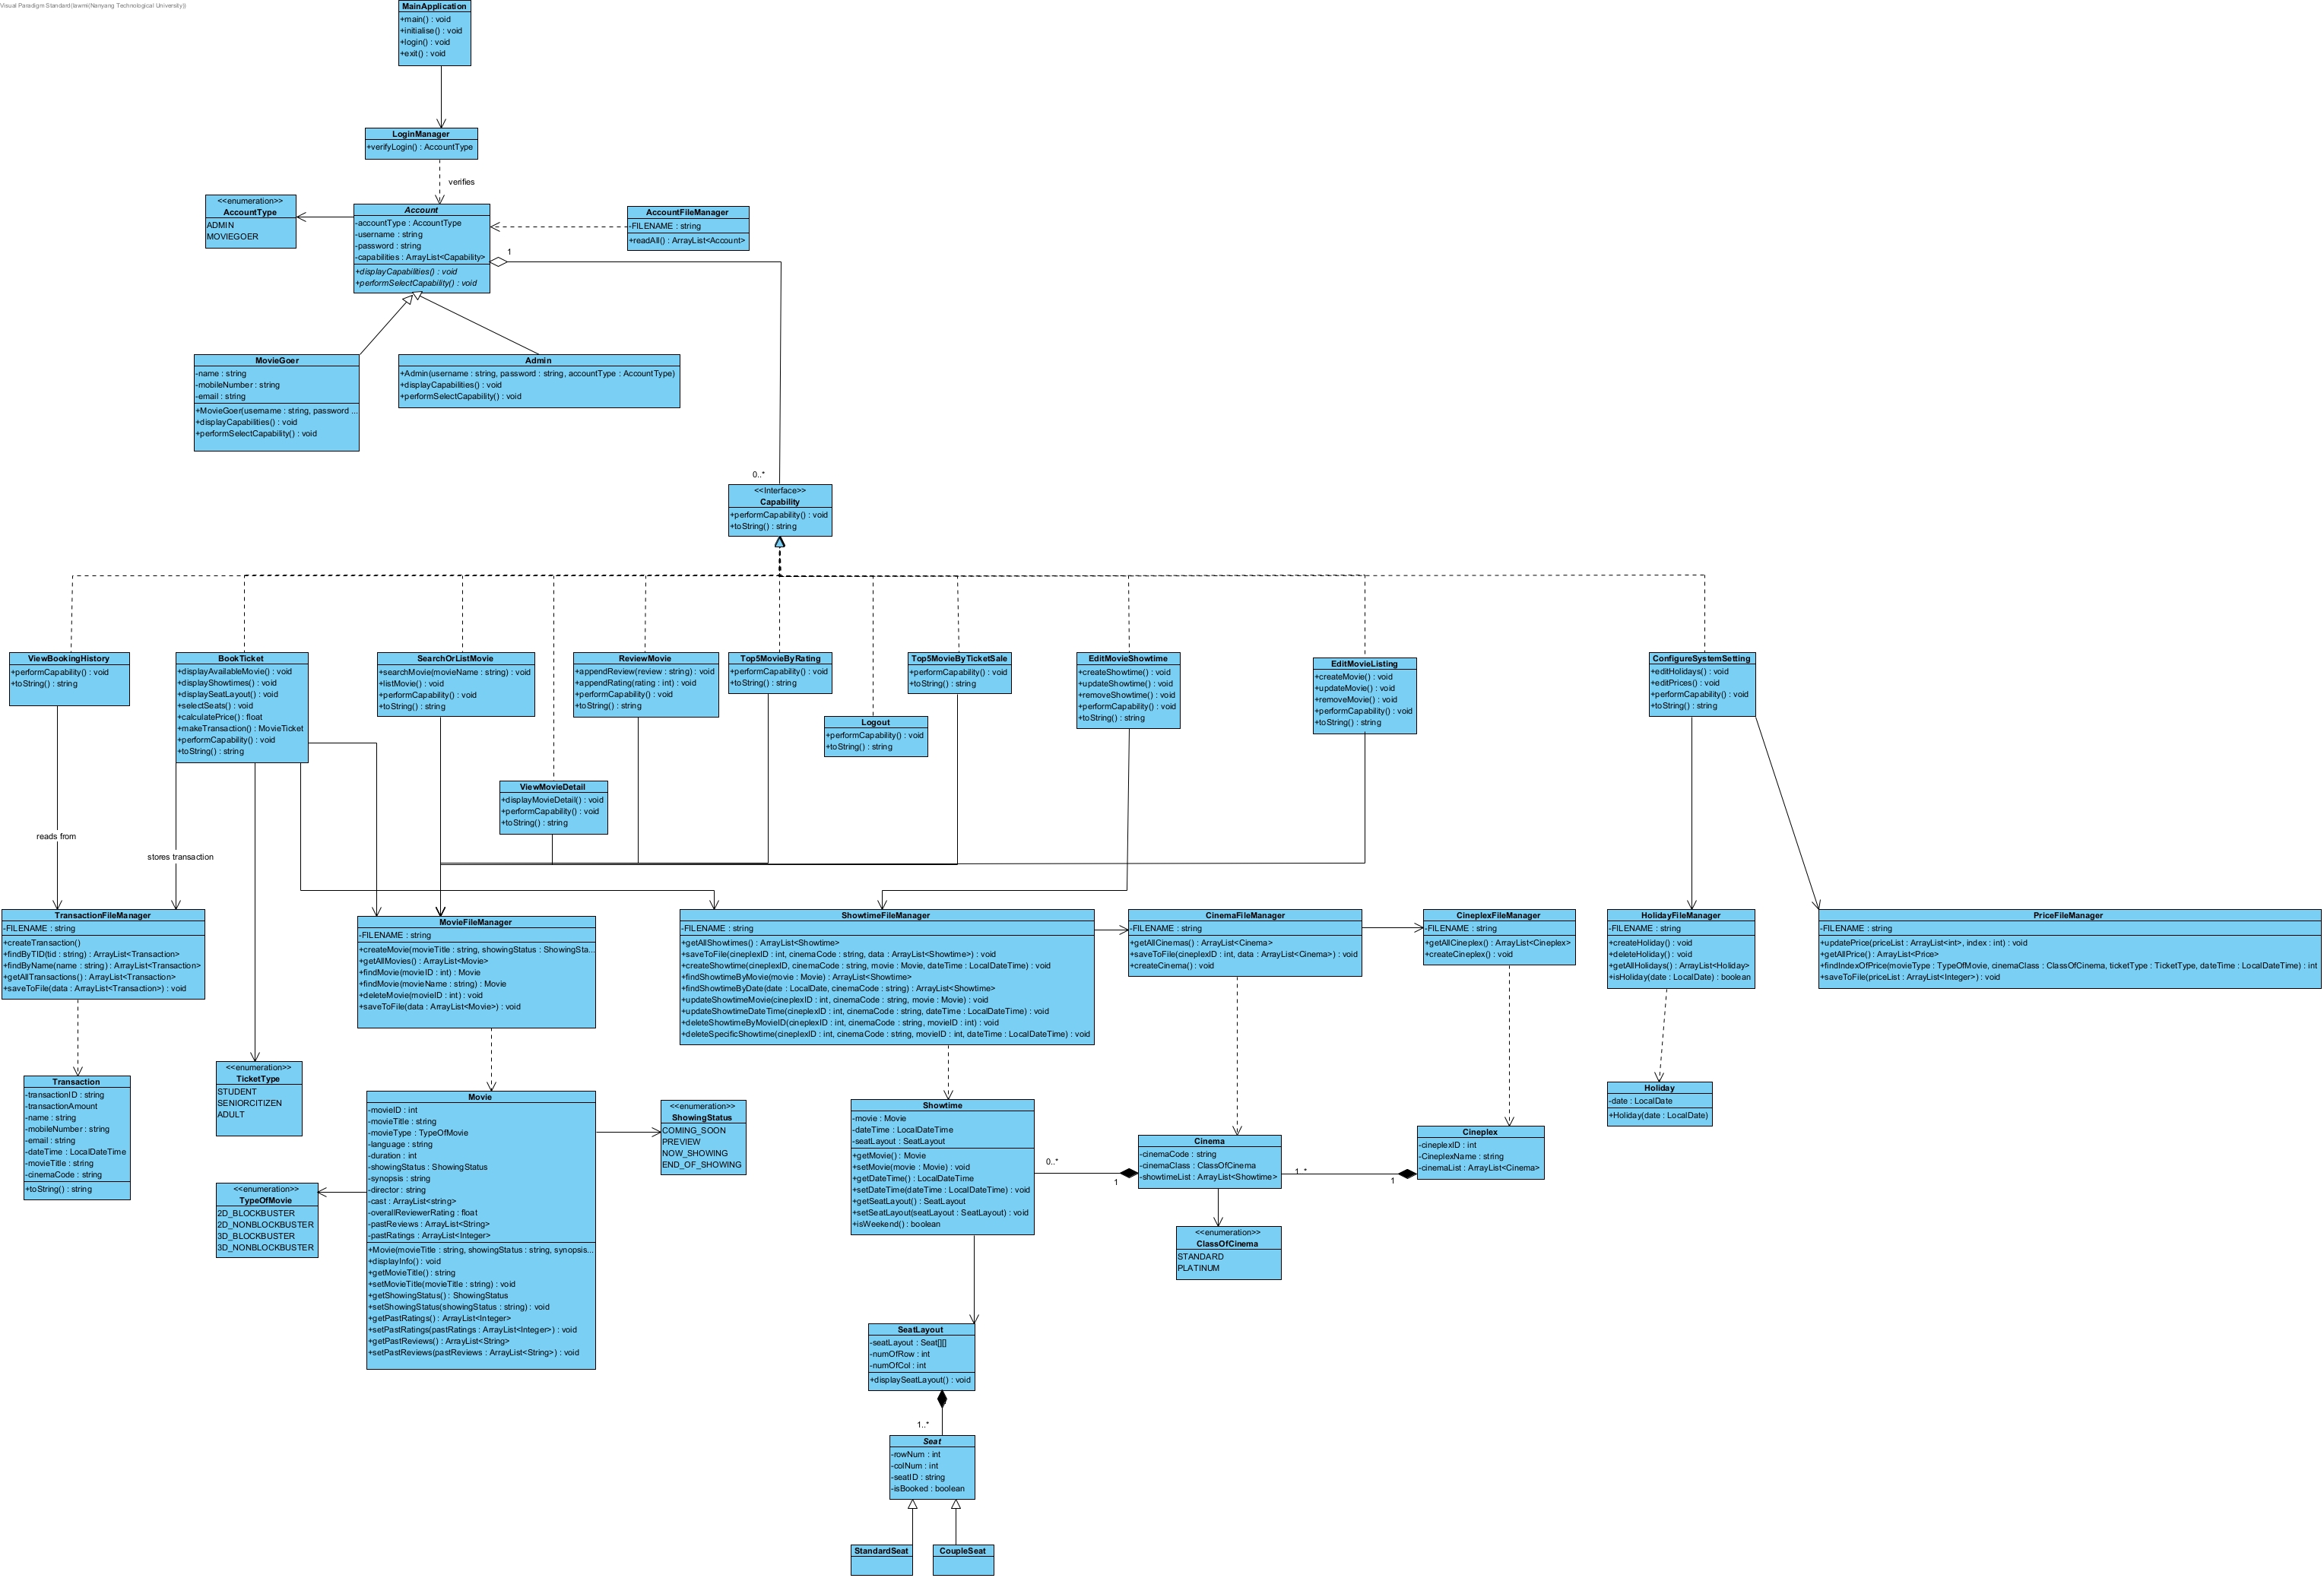 Visual Paradigm Standard(lawmi(Nanyang Technological University))
MainApplication
+main() : void
+initialise() : void
+login() : void
+exit() : void
LoginManager
+verifyLogin() : AccountType
verifies
<<enumeration>>
AccountType
ADMIN
MOVIEGOER
Account
-accountType : AccountType
-username : string
-password : string
-capabilities : ArrayList<Capability>
+displayCapabilities() : void
+performSelectCapability() : void
AccountFileManager
-FILENAME : string
+readAll() : ArrayList<Account>
1
MovieGoer
-name : string
-mobileNumber : string
-email : string
+MovieGoer(username : string, password ...
+displayCapabilities() : void
+performSelectCapability() : void
Admin
+Admin(username : string, password : string, accountType : AccountType)
+displayCapabilities() : void
+performSelectCapability() : void
0..*
<<Interface>>
Capability
+performCapability() : void
+toString() : string
ViewBookingHistory
+performCapability() : void
+toString() : string
BookTicket
+displayAvailableMovie() : void
+displayShowtimes() : void
+displaySeatLayout() : void
+selectSeats() : void
+calculatePrice() : float
+makeTransaction() : MovieTicket
+performCapability() : void
+toString() : string
SearchOrListMovie
+searchMovie(movieName : string) : void
+listMovie() : void
+performCapability() : void
+toString() : string
ReviewMovie
+appendReview(review : string) : void
+appendRating(rating : int) : void
+performCapability() : void
+toString() : string
Top5MovieByRating
+performCapability() : void
+toString() : string
Top5MovieByTicketSale
+performCapability() : void
+toString() : string
EditMovieShowtime
+createShowtime() : void
+updateShowtime() : void
+removeShowtime() : void
+performCapability() : void
+toString() : string
EditMovieListing
+createMovie() : void
+updateMovie() : void
+removeMovie() : void
+performCapability() : void
+toString() : string
ConfigureSystemSetting
+editHolidays() : void
+editPrices() : void
+performCapability() : void
+toString() : string
Logout
+performCapability() : void
+toString() : string
ViewMovieDetail
+displayMovieDetail() : void
+performCapability() : void
+toString() : string
reads from
stores transaction
TransactionFileManager
-FILENAME : string
+createTransaction()
+findByTID(tid : string) : ArrayList<Transaction>
+findByName(name : string) : ArrayList<Transaction>
+getAllTransactions() : ArrayList<Transaction>
+saveToFile(data : ArrayList<Transaction>) : void
MovieFileManager
-FILENAME : string
+createMovie(movieTitle : string, showingStatus : ShowingSta...
+getAllMovies() : ArrayList<Movie>
+findMovie(movieID : int) : Movie
+findMovie(movieName : string) : Movie
+deleteMovie(movieID : int) : void
+saveToFile(data : ArrayList<Movie>) : void
ShowtimeFileManager
-FILENAME : string
+getAllShowtimes() : ArrayList<Showtime>
+saveToFile(cineplexID : int, cinemaCode : string, data : ArrayList<Showtime>) : void
+createShowtime(cineplexID, cinemaCode : string, movie : Movie, dateTime : LocalDateTime) : void
+findShowtimeByMovie(movie : Movie) : ArrayList<Showtime>
+findShowtimeByDate(date : LocalDate, cinemaCode : string) : ArrayList<Showtime>
+updateShowtimeMovie(cineplexID : int, cinemaCode : string, movie : Movie) : void
+updateShowtimeDateTime(cineplexID : int, cinemaCode : string, dateTime : LocalDateTime) : void
+deleteShowtimeByMovieID(cineplexID : int, cinemaCode : string, movieID : int) : void
+deleteSpecificShowtime(cineplexID : int, cinemaCode : string, movieID : int, dateTime : LocalDateTime) : void
CinemaFileManager
-FILENAME : string
+getAllCinemas() : ArrayList<Cinema>
+saveToFile(cineplexID : int, data : ArrayList<Cinema>) : void
+createCinema() : void
CineplexFileManager
-FILENAME : string
+getAllCineplex() : ArrayList<Cineplex>
+createCineplex() : void
HolidayFileManager
-FILENAME : string
+createHoliday() : void
+deleteHoliday() : void
+getAllHolidays() : ArrayList<Holiday>
+isHoliday(date : LocalDate) : boolean
PriceFileManager
-FILENAME : string
+updatePrice(priceList : ArrayList<int>, index : int) : void
+getAllPrice() : ArrayList<Price>
+findIndexOfPrice(movieType : TypeOfMovie, cinemaClass : ClassOfCinema, ticketType : TicketType, dateTime : LocalDateTime) : int
+saveToFile(priceList : ArrayList<Integer>) : void
Transaction
-transactionID : string
-transactionAmount
-name : string
-mobileNumber : string
-email : string
-dateTime : LocalDateTime
-movieTitle : string
-cinemaCode : string
+toString() : string
<<enumeration>>
TicketType
STUDENT
SENIORCITIZEN
ADULT
<<enumeration>>
TypeOfMovie
2D_BLOCKBUSTER
2D_NONBLOCKBUSTER
3D_BLOCKBUSTER
3D_NONBLOCKBUSTER
Movie
-movieID : int
-movieTitle : string
-movieType : TypeOfMovie
-language : string
-duration : int
-showingStatus : ShowingStatus
-synopsis : string
-director : string
-cast : ArrayList<string>
-overallReviewerRating : float
-pastReviews : ArrayList<String>
-pastRatings : ArrayList<Integer>
+Movie(movieTitle : string, showingStatus : string, synopsis...
+displayInfo() : void
+getMovieTitle() : string
+setMovieTitle(movieTitle : string) : void
+getShowingStatus() : ShowingStatus
+setShowingStatus(showingStatus : string) : void
+getPastRatings() : ArrayList<Integer>
+setPastRatings(pastRatings : ArrayList<Integer>) : void
+getPastReviews() : ArrayList<String>
+setPastReviews(pastReviews : ArrayList<String>) : void
<<enumeration>>
ShowingStatus
COMING_SOON
PREVIEW
NOW_SHOWING
END_OF_SHOWING
Showtime
-movie : Movie
-dateTime : LocalDateTime
-seatLayout : SeatLayout
+getMovie() : Movie
+setMovie(movie : Movie) : void
+getDateTime() : LocalDateTime
+setDateTime(dateTime : LocalDateTime) : void
+getSeatLayout() : SeatLayout
+setSeatLayout(seatLayout : SeatLayout) : void
+isWeekend() : boolean
0..*
1
Cinema
-cinemaCode : string
-cinemaClass : ClassOfCinema
-showtimeList : ArrayList<Showtime>
1..*
1
Cineplex
-cineplexID : int
-CineplexName : string
-cinemaList : ArrayList<Cinema>
Holiday
-date : LocalDate
+Holiday(date : LocalDate)
<<enumeration>>
ClassOfCinema
STANDARD
PLATINUM
SeatLayout
-seatLayout : Seat[][]
-numOfRow : int
-numOfCol : int
+displaySeatLayout() : void
1..*
Seat
-rowNum : int
-colNum : int
-seatID : string
-isBooked : boolean
StandardSeat
CoupleSeat